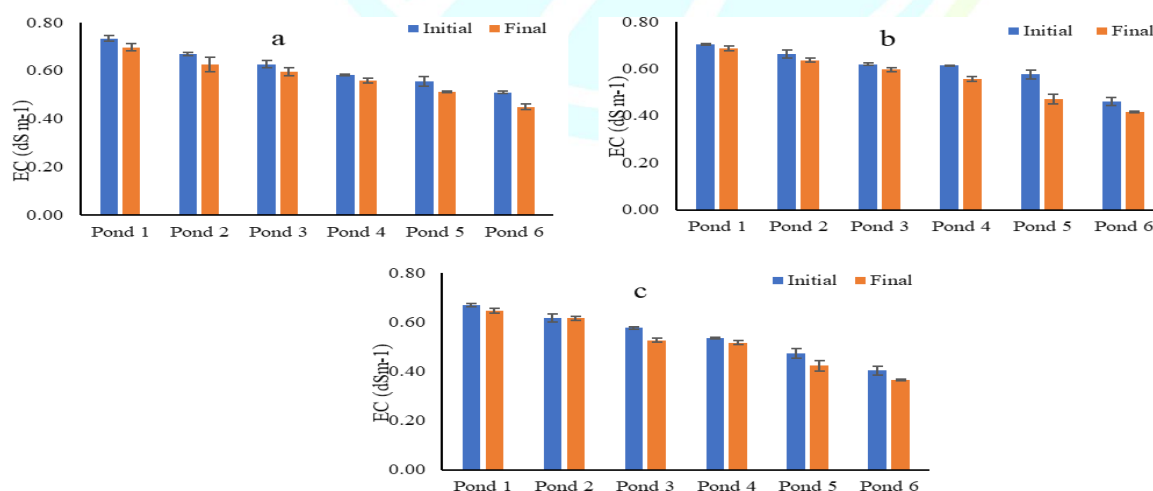 0.80
0.60
0.40
0.20
0.00
EC (dS m-1)
a
Initial Final
Pond 1 Pond 2 Pond 3 Pond 4 Pond 5 Pond 6
0.80
0.60
0.40
0.20
0.00
EC (dS m-1)
b
Initial Final
Pond 1 Pond 2 Pond 3 Pond 4 Pond 5 Pond 6
0.80
0.60
0.40
0.20
0.00
EC (dSm-1)
c
Initial Final
Pond 1 Pond 2 Pond 3 Pond 4 Pond 5 Pond 6